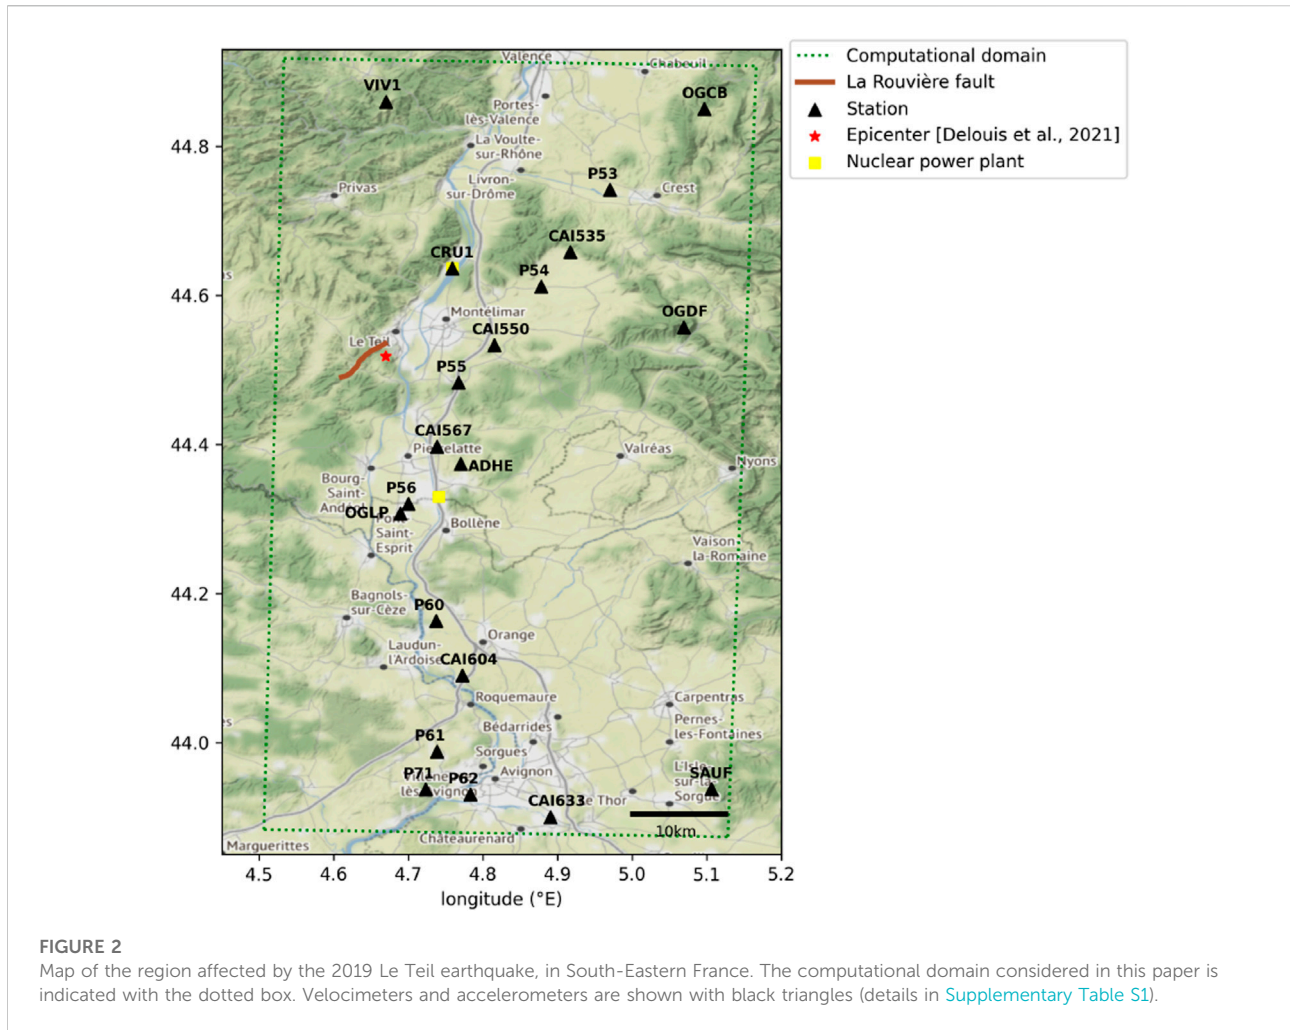 Valence
Chabeuil
VIV1
OGCB
Portes-
lès-Valence
44.8
La Voulte-
sur-Rhône
P53
Privas
Livron-
sur-Drôme
Crest
CAI535
CRU1
P54
44.6
OGDF
Montélimar
CAI550
Le Teil
P55
44.4
CAI567
Valréas
ADHE
Nyons
Bourg-
Saint-
P56
OGLP
Bollène
Saint-
Esprit
Vaison
-la-Romaine
44.2
Bagnols-
sur-Cèze
P60
Orange
Laudun-
l'Ardoise
CAI604
Roquemaure
Carpentras
Pernes-
les-Fontaines
Bédarrides
44.0
P61
Sorgues
P71
P62
Avignon
SAUF
L'Isle-
sur-la-
Sorgue
CAI633
Thor
10km
Châteaurenard
Marguerittes
4.5 4.6 4.7 4.8 4.9 5.0 5.1 5.2
longitude (°E)
Computational domain
La Rouvière fault
Station
Epicenter [Delouis et al., 2021]
Nuclear power plant
FIGURE 2
Map of the region affected by the 2019 Le Teil earthquake, in South-Eastern France. The computational domain considered in this paper is
indicated with the dotted box. Velocimeters and accelerometers are shown with black triangles (details in Supplementary Table S1).